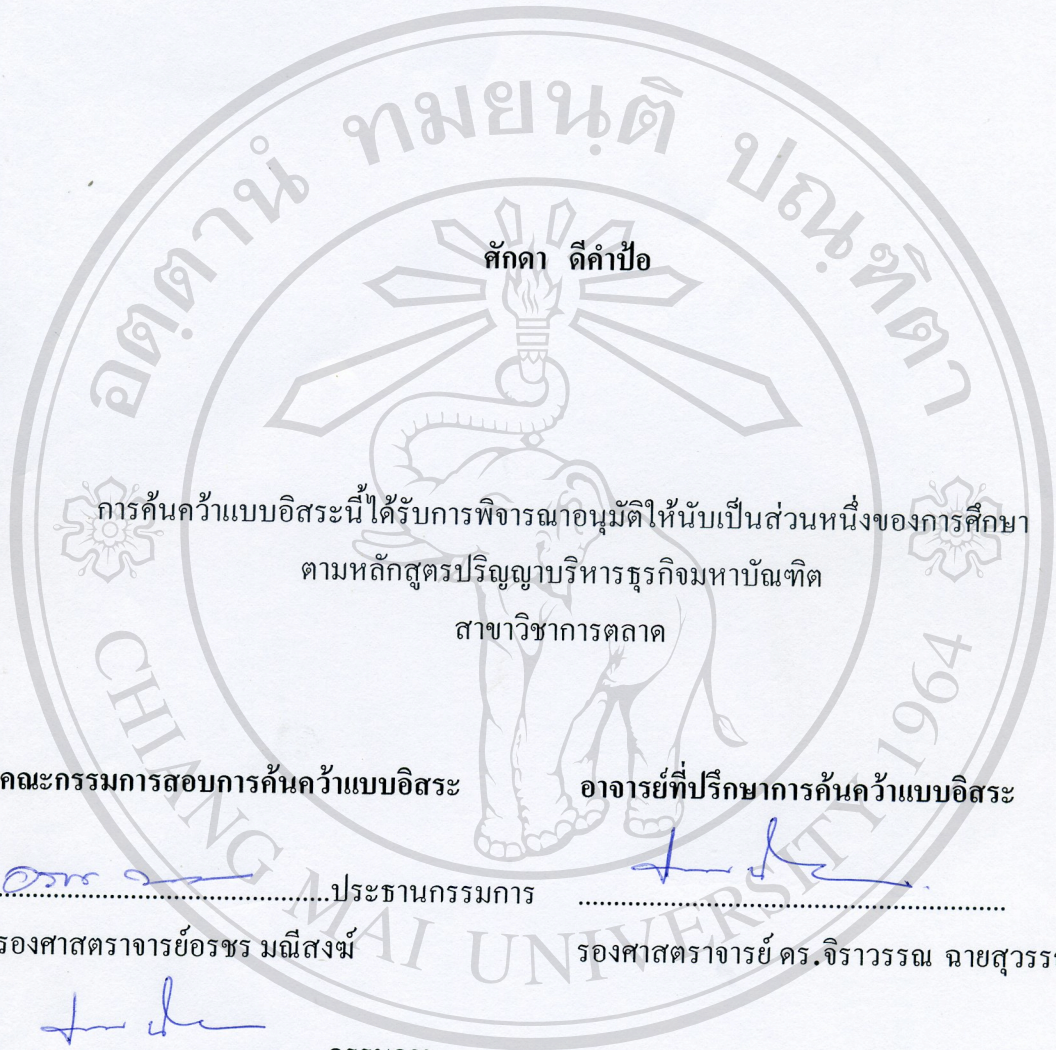 อตฺตานํ ทมยนฺติ ปณฺฑิตา
ศักดา ดีคำป้อ
การค้นคว้าแบบอิสระนี้ได้รับการพิจารณาอนุมัติให้นับเป็นส่วนหนึ่งของการศึกษา
ตามหลักสูตรปริญญาบริหารธุรกิจมหาบัณฑิต
สาขาวิชาการตลาด
คณะกรรมการสอบการค้นคว้าแบบอิสระ อาจารย์ที่ปรึกษาการค้นคว้าแบบอิสระ
ประธานกรรมการ
รองศาสตราจารย์อรชร มณีสงฆ์ รองศาสตราจารย์ ดร.จิราวรรณ
CHIANG MAI UNIVERSITY 1964